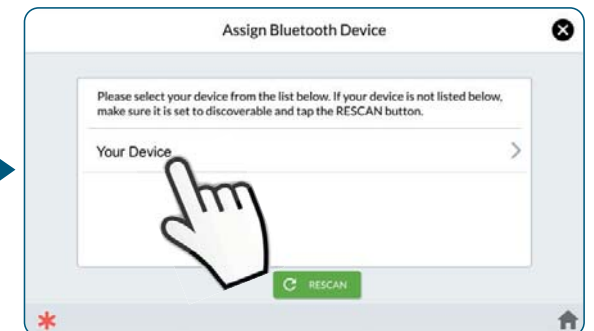 Assign Bluetooth Device
Please select your device from the list below. If your device is not listed below,
make sure it is set to discoverable and tap the RESCAN button.
Your Device
RESCAN